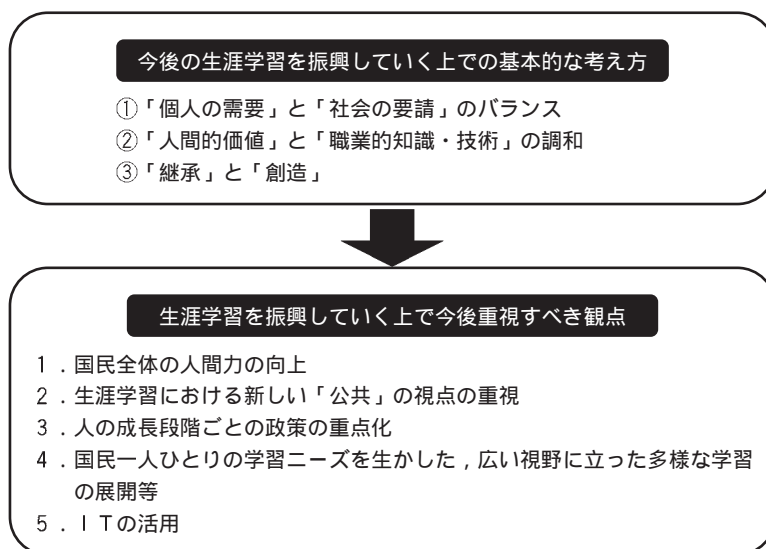 今後の生涯学習を振興していく上での基本的な考え方
①「個人の需要」と「社会の要請」のバランス
②「人間的価値」と「職業的知識・技術」の調和
③「継承」と「創造」
生涯学習を振興していく上で今後重視すべき観点
1．国民全体の人間力の向上
2．生涯学習における新しい「公共」の視点の重視
3．人の成長段階ごとの政策の重点化
4．国民一人ひとりの学習ニーズを生かした，広い視野に立った多様な学習
の展開等
5．ＩＴの活用